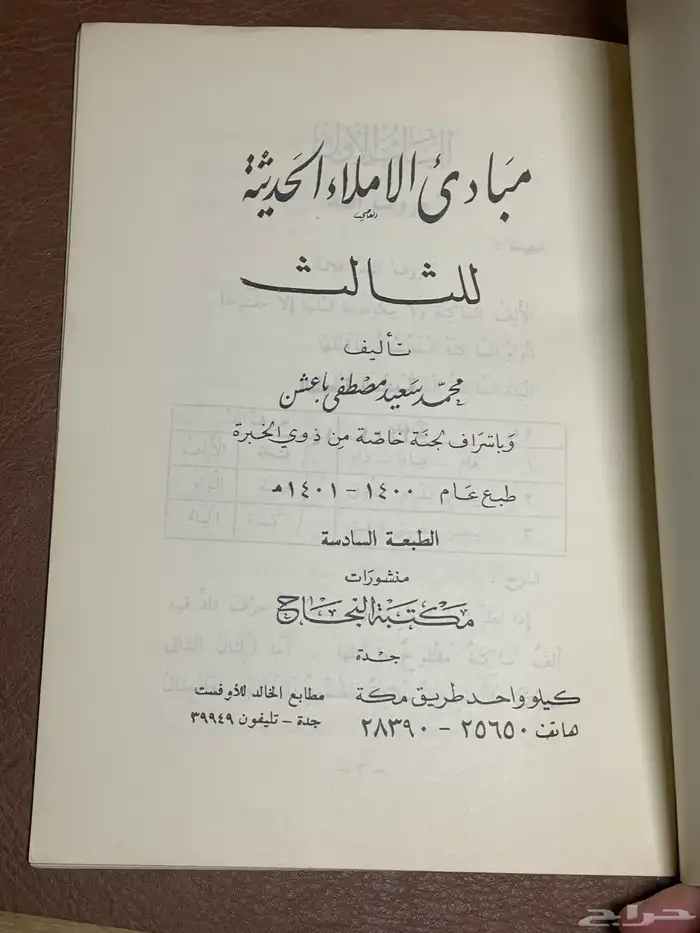 مبادئ الاملاء الحديثة
للثالث
تأليف
محمد سعيد مصطفى باعشن
وباشراف لجنة خاصة من ذوي الخبرة
طبع عام ١٤٠٠ - ١٤٠١ هـ
الطبعة السادسة
منشورات
مكتبة النجاح
جدة
كيلو واحد طريق مكة
هاتف ٢٥٦٥٠ - ٢٨٣٩٠
مطابع الخالد للأوفست
جدة - تليفون ٣٩٩٤٩
حراج